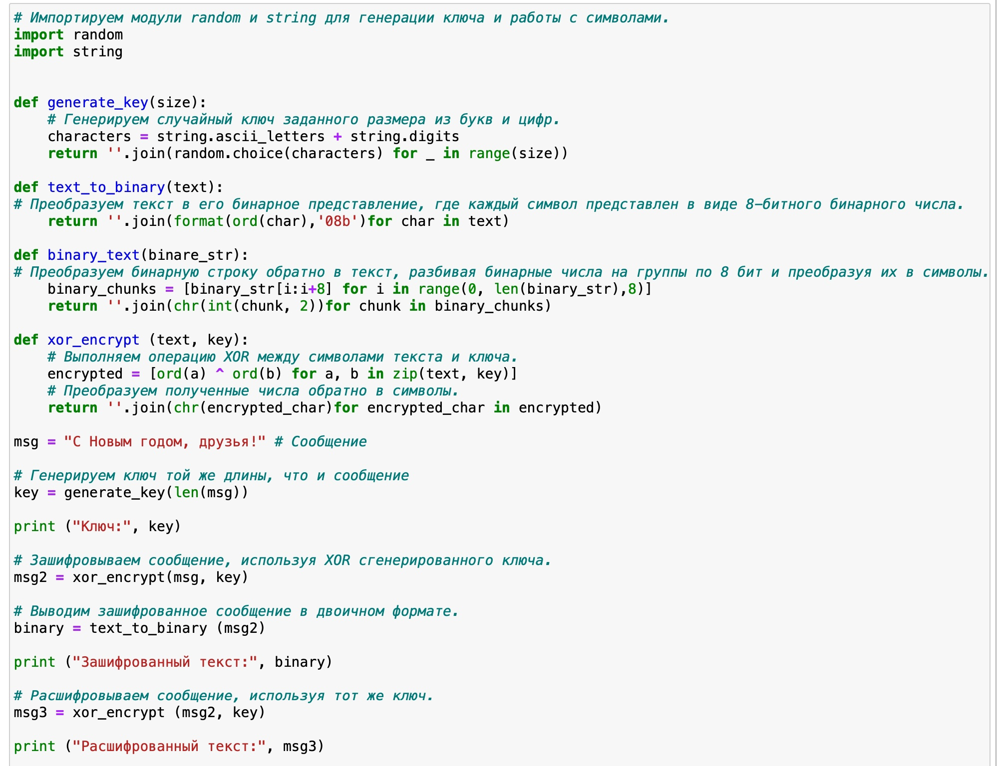 # Импортируем модули random и string для генерации ключа и работы с символами.
import random
import string
def generate_key(size):
    # Генерируем случайный ключ заданного размера из букв и цифр.
    characters = string.ascii_letters + string.digits
    return ''.join(random.choice(characters) for _ in range(size))
def text_to_binary(text):
# Преобразуем текст в его бинарное представление, где каждый символ представлен в виде 8-битного бинарного числа.
    return ''.join(format(ord(char),'08b')for char in text)
def binary_text(binare_str):
# Преобразуем бинарную строку обратно в текст, разбивая бинарные числа на группы по 8 бит и преобразуя их в символы.
    binary_chunks = [binary_str[i:i+8] for i in range(0, len(binary_str),8)]
    return ''.join(chr(int(chunk, 2))for chunk in binary_chunks)
def xor_encrypt (text, key):
    # Выполняем операцию XOR между символами текста и ключа.
    encrypted = [ord(a) ^ ord(b) for a, b in zip(text, key)]
    # Преобразуем полученные числа обратно в символы.
    return ''.join(chr(encrypted_char)for encrypted_char in encrypted)
msg = "С Новым годом, друзья!" # Сообщение
# Генерируем ключ той же длины, что и сообщение
key = generate_key(len(msg))
print ("Ключ:", key)
# Зашифровываем сообщение, используя XOR сгенерированного ключа.
msg2 = xor_encrypt(msg, key)
# Выводим зашифрованное сообщение в двоичном формате.
binary = text_to_binary (msg2)
print ("Зашифрованный текст:", binary)
# Расшифровываем сообщение, используя тот же ключ.
msg3 = xor_encrypt (msg2, key)
print ("Расшифрованный текст:", msg3)